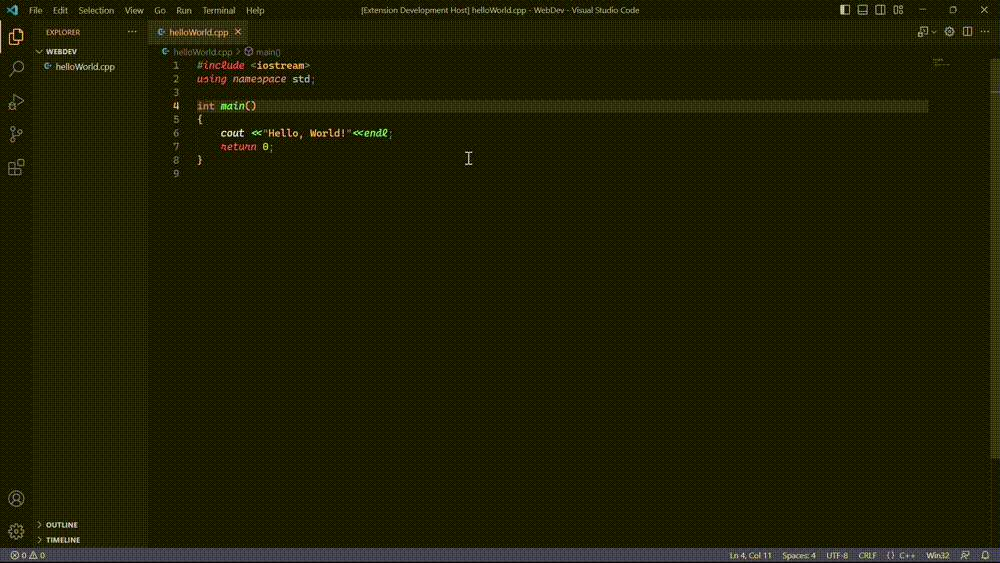 File Edit Selection View Go Run Terminal Help
[Extension Development Host] helloWorld.cpp - WebDev - Visual Studio Code
EXPLORER
WEBDEV
helloWorld.cpp
helloWorld.cpp
helloWorld.cpp > main()
1 #include <iostream>
2 using namespace std;
3
4 int main()
5 {
6 cout <<"Hello, World!"<<endl;
7 return 0;
8 }
9
OUTLINE
TIMELINE
0 0
Ln 4, Col 11 Spaces: 4 UTF-8 CRLF {} C++ Win32